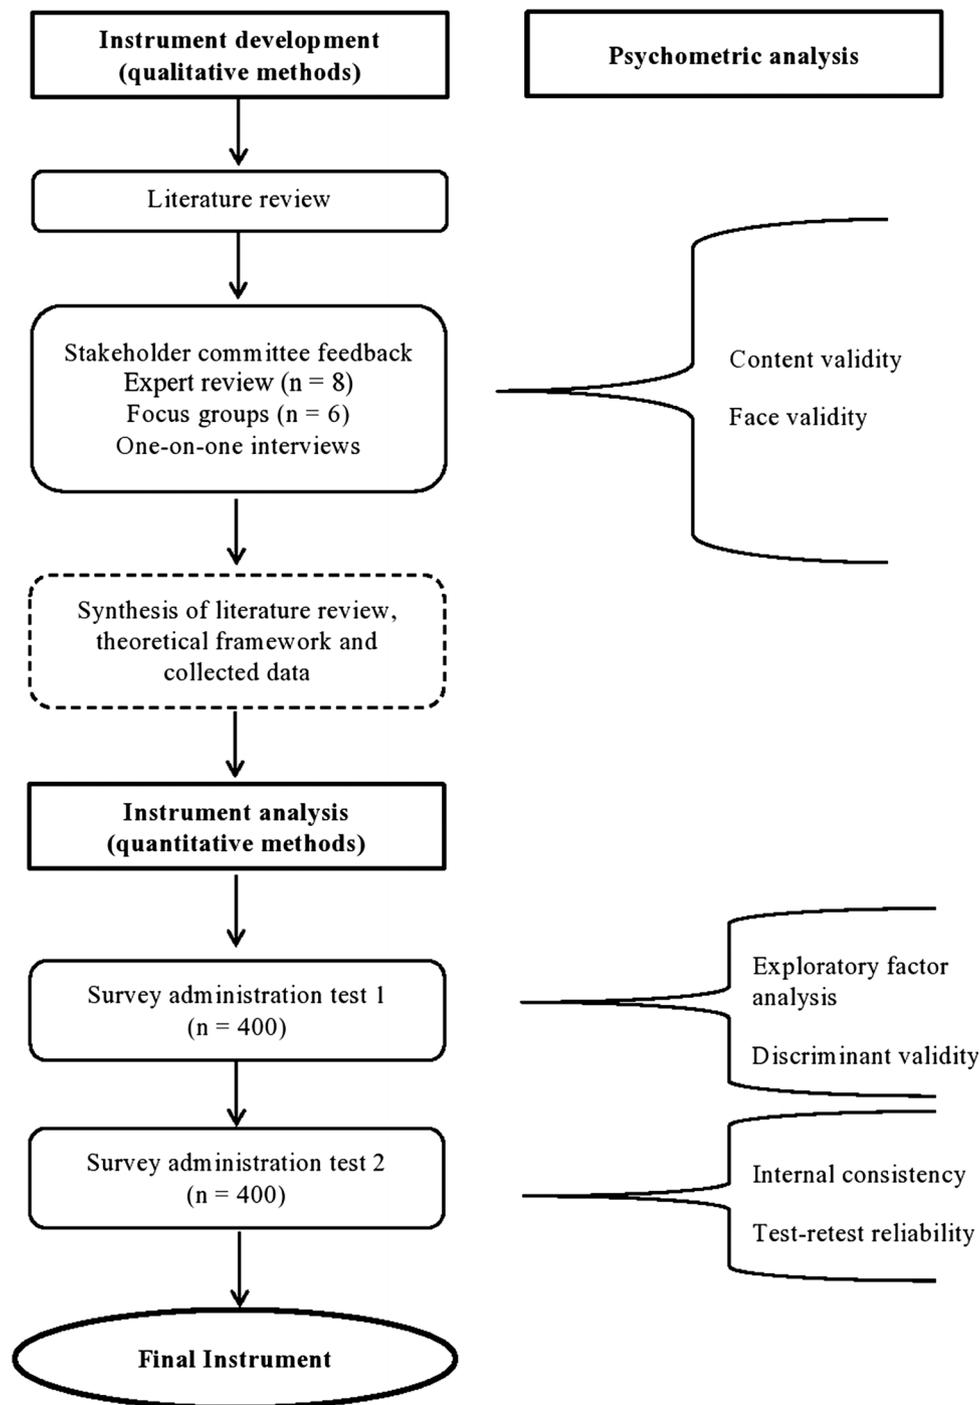 Instrument development
(qualitative methods)
Psychometric analysis
Literature review
Stakeholder committee feedback
Expert review (n = 8)
Focus groups (n = 6)
One-on-one interviews
Content validity
Face validity
Synthesis of literature review,
theoretical framework and
collected data
Instrument analysis
(quantitative methods)
Survey administration test 1
(n = 400)
Exploratory factor
analysis
Discriminant validity
Survey administration test 2
(n = 400)
Internal consistency
Test-retest reliability
Final Instrument